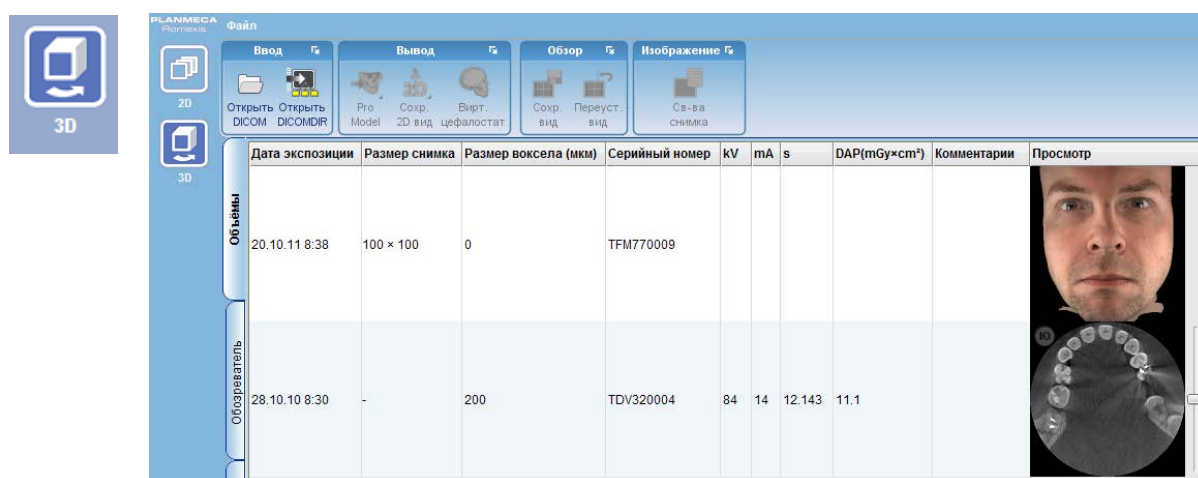 3D
PLANMECA
Romexis
Файл
2D
3D
Ввод
Открыть DICOM
Открыть DICOMDIR
Вывод
Pro Model
Сохр. 2D вид
Вирт. цефалостат
Обзор
Сохр. вид
Переуст. вид
Изображение
Св-ва снимка
Объёмы
Обозреватель
Дата экспозиции Размер снимка Размер воксела (мкм) Серийный номер kV mA s DAP(mGy×cm²) Комментарии Просмотр
20.10.11 8:38 100 × 100 0 TFM770009
28.10.10 8:30 - 200 TDV320004 84 14 12.143 11.1
Ю